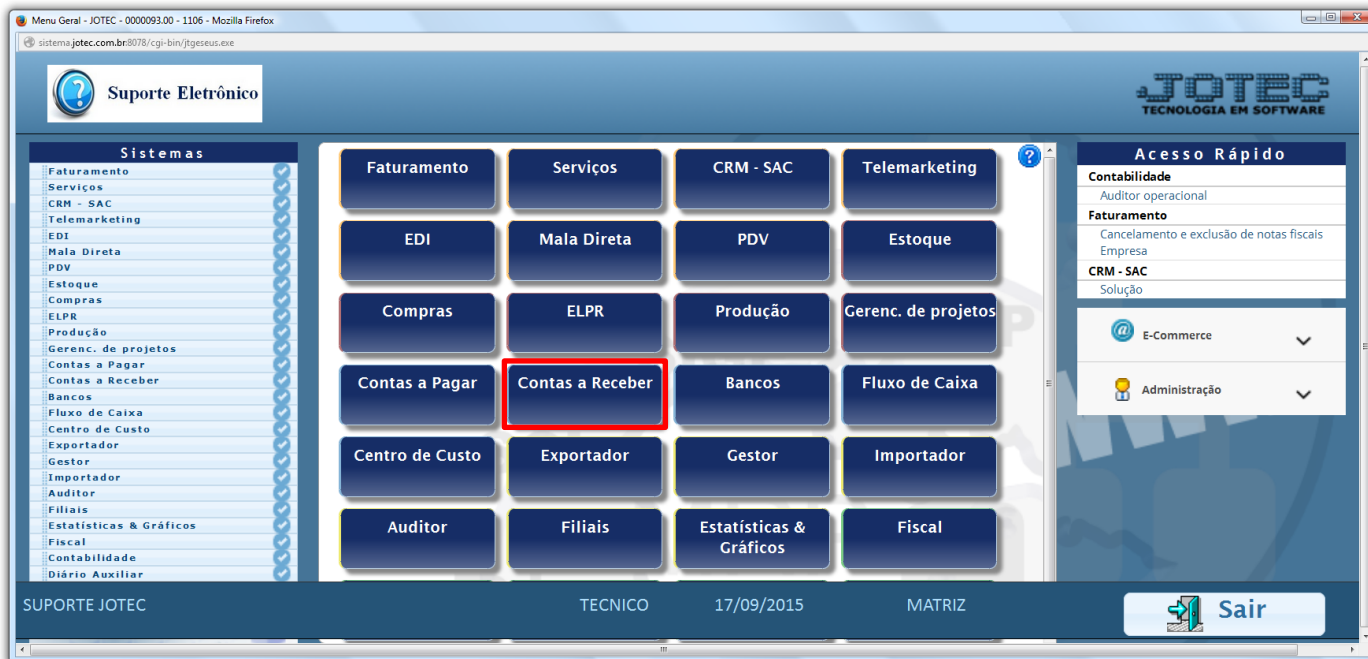 Menu Geral - JOTEC - 0000093.00 - 1106 - Mozilla Firefox
sistema.jotec.com.br:8078/cgi-bin/jtgeseus.exe
Suporte Eletrônico
JOTEC
TECNOLOGIA EM SOFTWARE
Sistemas
Faturamento
Serviços
CRM - SAC
Telemarketing
EDI
Mala Direta
PDV
Estoque
Compras
ELPR
Produção
Gerenc. de projetos
Contas a Pagar
Contas a Receber
Bancos
Fluxo de Caixa
Centro de Custo
Exportador
Gestor
Importador
Auditor
Filiais
Estatísticas & Gráficos
Fiscal
Contabilidade
Diário Auxiliar
Faturamento
Serviços
CRM - SAC
Telemarketing
EDI
Mala Direta
PDV
Estoque
Compras
ELPR
Produção
Gerenc. de projetos
Contas a Pagar
Contas a Receber
Bancos
Fluxo de Caixa
Centro de Custo
Exportador
Gestor
Importador
Auditor
Filiais
Estatísticas &
Gráficos
Fiscal
Acesso Rápido
Contabilidade
Auditor operacional
Faturamento
Cancelamento e exclusão de notas fiscais
Empresa
CRM - SAC
Solução
E-Commerce
Administração
SUPORTE JOTEC
TECNICO
17/09/2015
MATRIZ
Sair